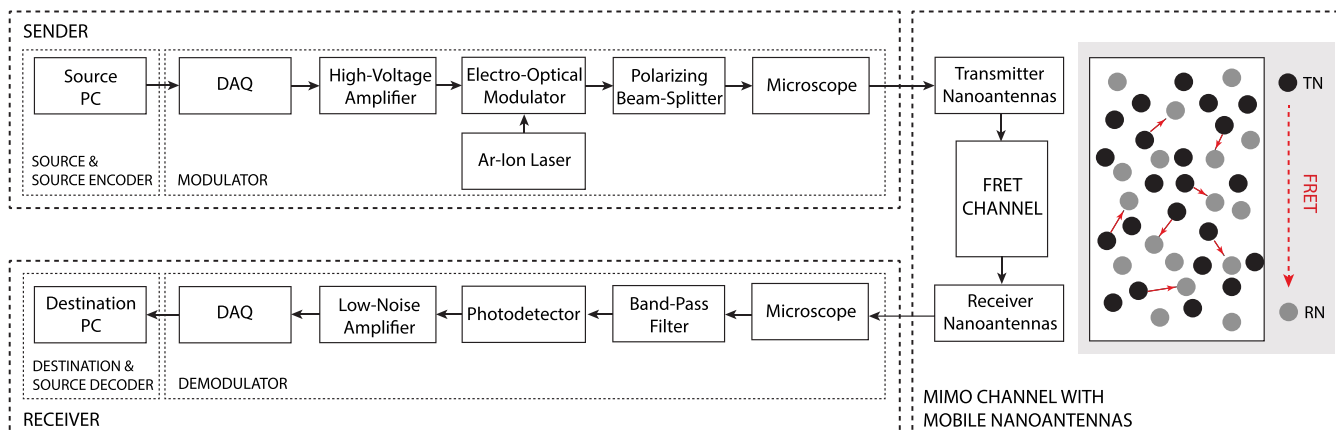 SENDER
Source
PC
SOURCE &
SOURCE ENCODER
DAQ
High-Voltage
Amplifier
Electro-Optical
Modulator
Polarizing
Beam-Splitter
Microscope
Ar-Ion Laser
MODULATOR
Transmitter
Nanoantennas
FRET
CHANNEL
Receiver
Nanoantennas
TN
FRET
RN
MIMO CHANNEL WITH
MOBILE NANOANTENNAS
Destination
PC
DESTINATION &
SOURCE DECODER
DAQ
Low-Noise
Amplifier
Photodetector
Band-Pass
Filter
Microscope
DEMODULATOR
RECEIVER